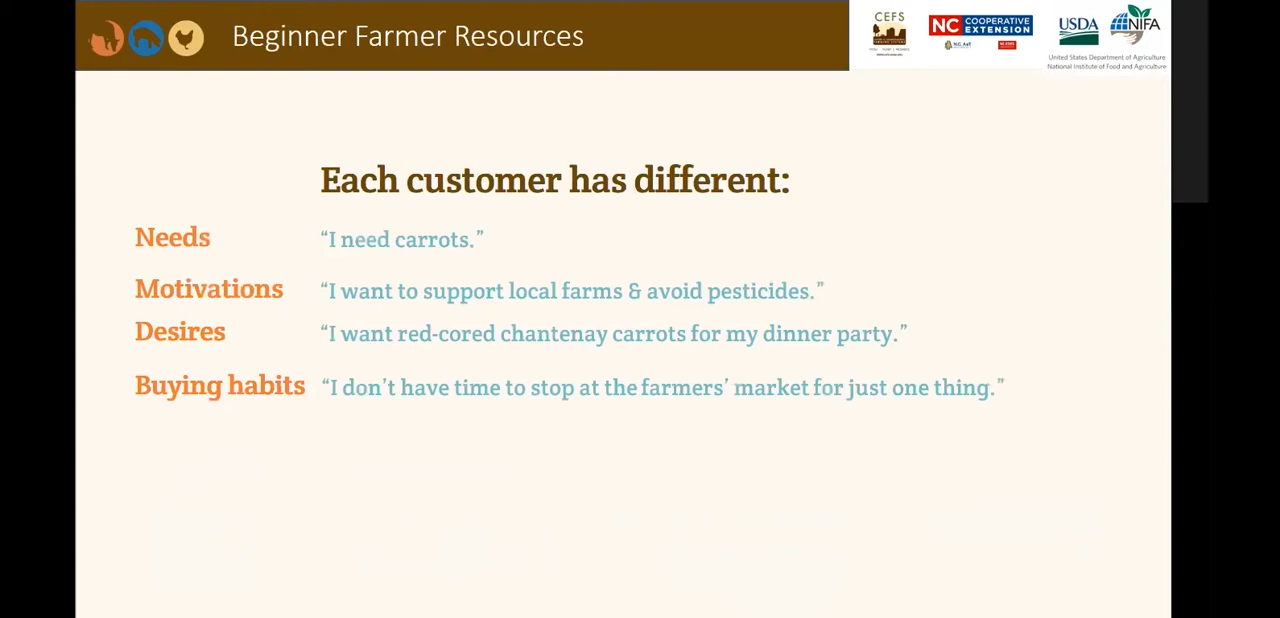 Beginner Farmer Resources
CEFS
NC COOPERATIVE EXTENSION
N.C. A&T
NC STATE
USDA
NIFA
United States Department of Agriculture
National Institute of Food and Agriculture
Each customer has different:
Needs “I need carrots.”
Motivations “I want to support local farms & avoid pesticides.”
Desires “I want red-cored chantenay carrots for my dinner party.”
Buying habits “I don’t have time to stop at the farmers’ market for just one thing.”